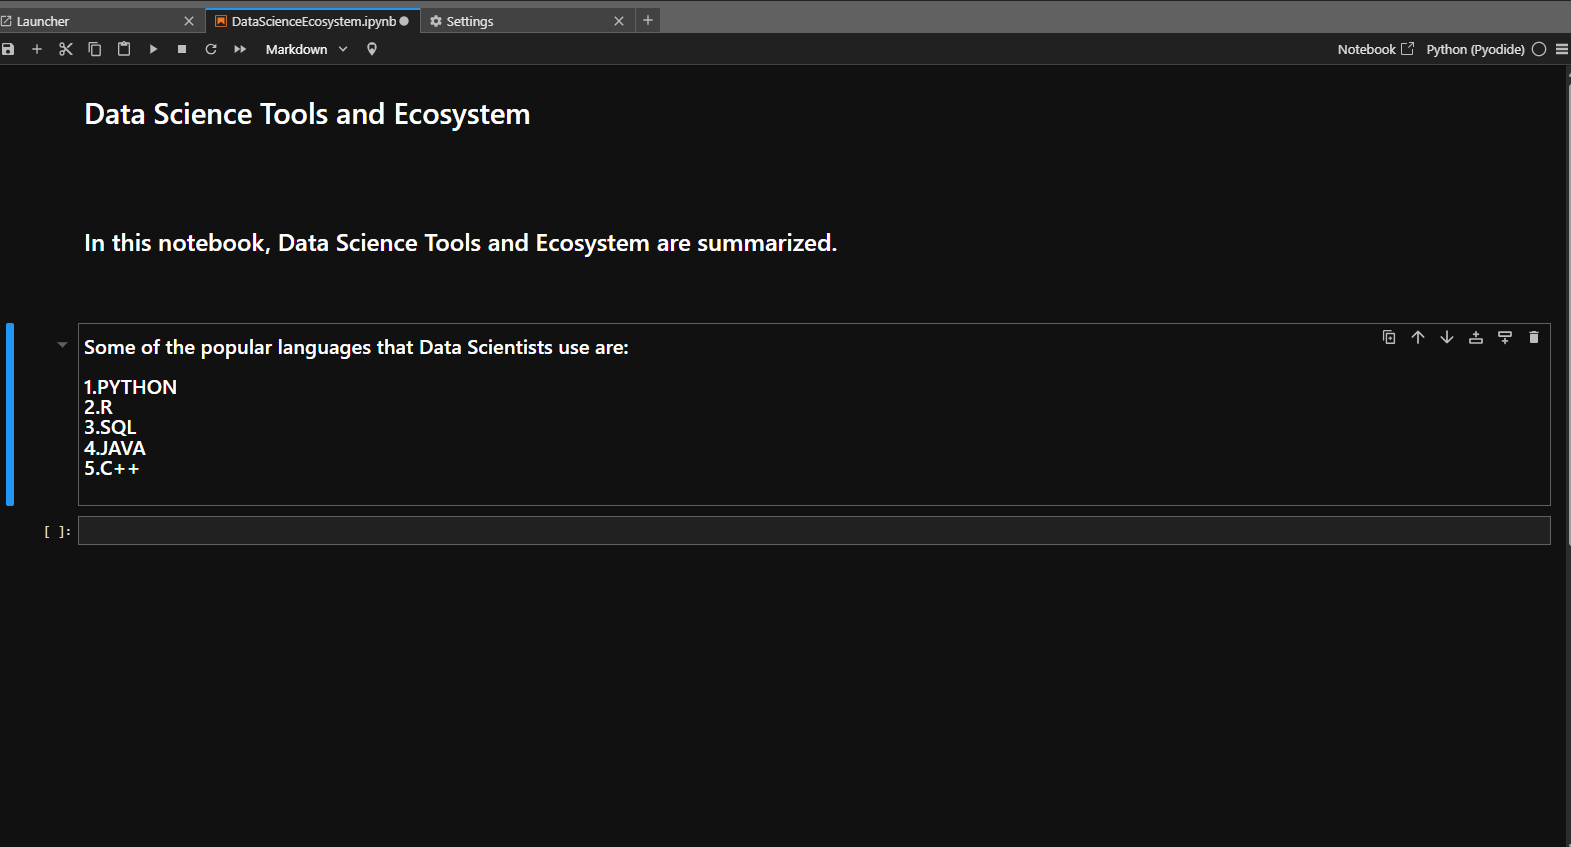 Launcher
DataScienceEcosystem.ipynb
Settings
Markdown
Notebook
Python (Pyodide)
Data Science Tools and Ecosystem
In this notebook, Data Science Tools and Ecosystem are summarized.
Some of the popular languages that Data Scientists use are:
1.PYTHON
2.R
3.SQL
4.JAVA
5.C++
[ ]: